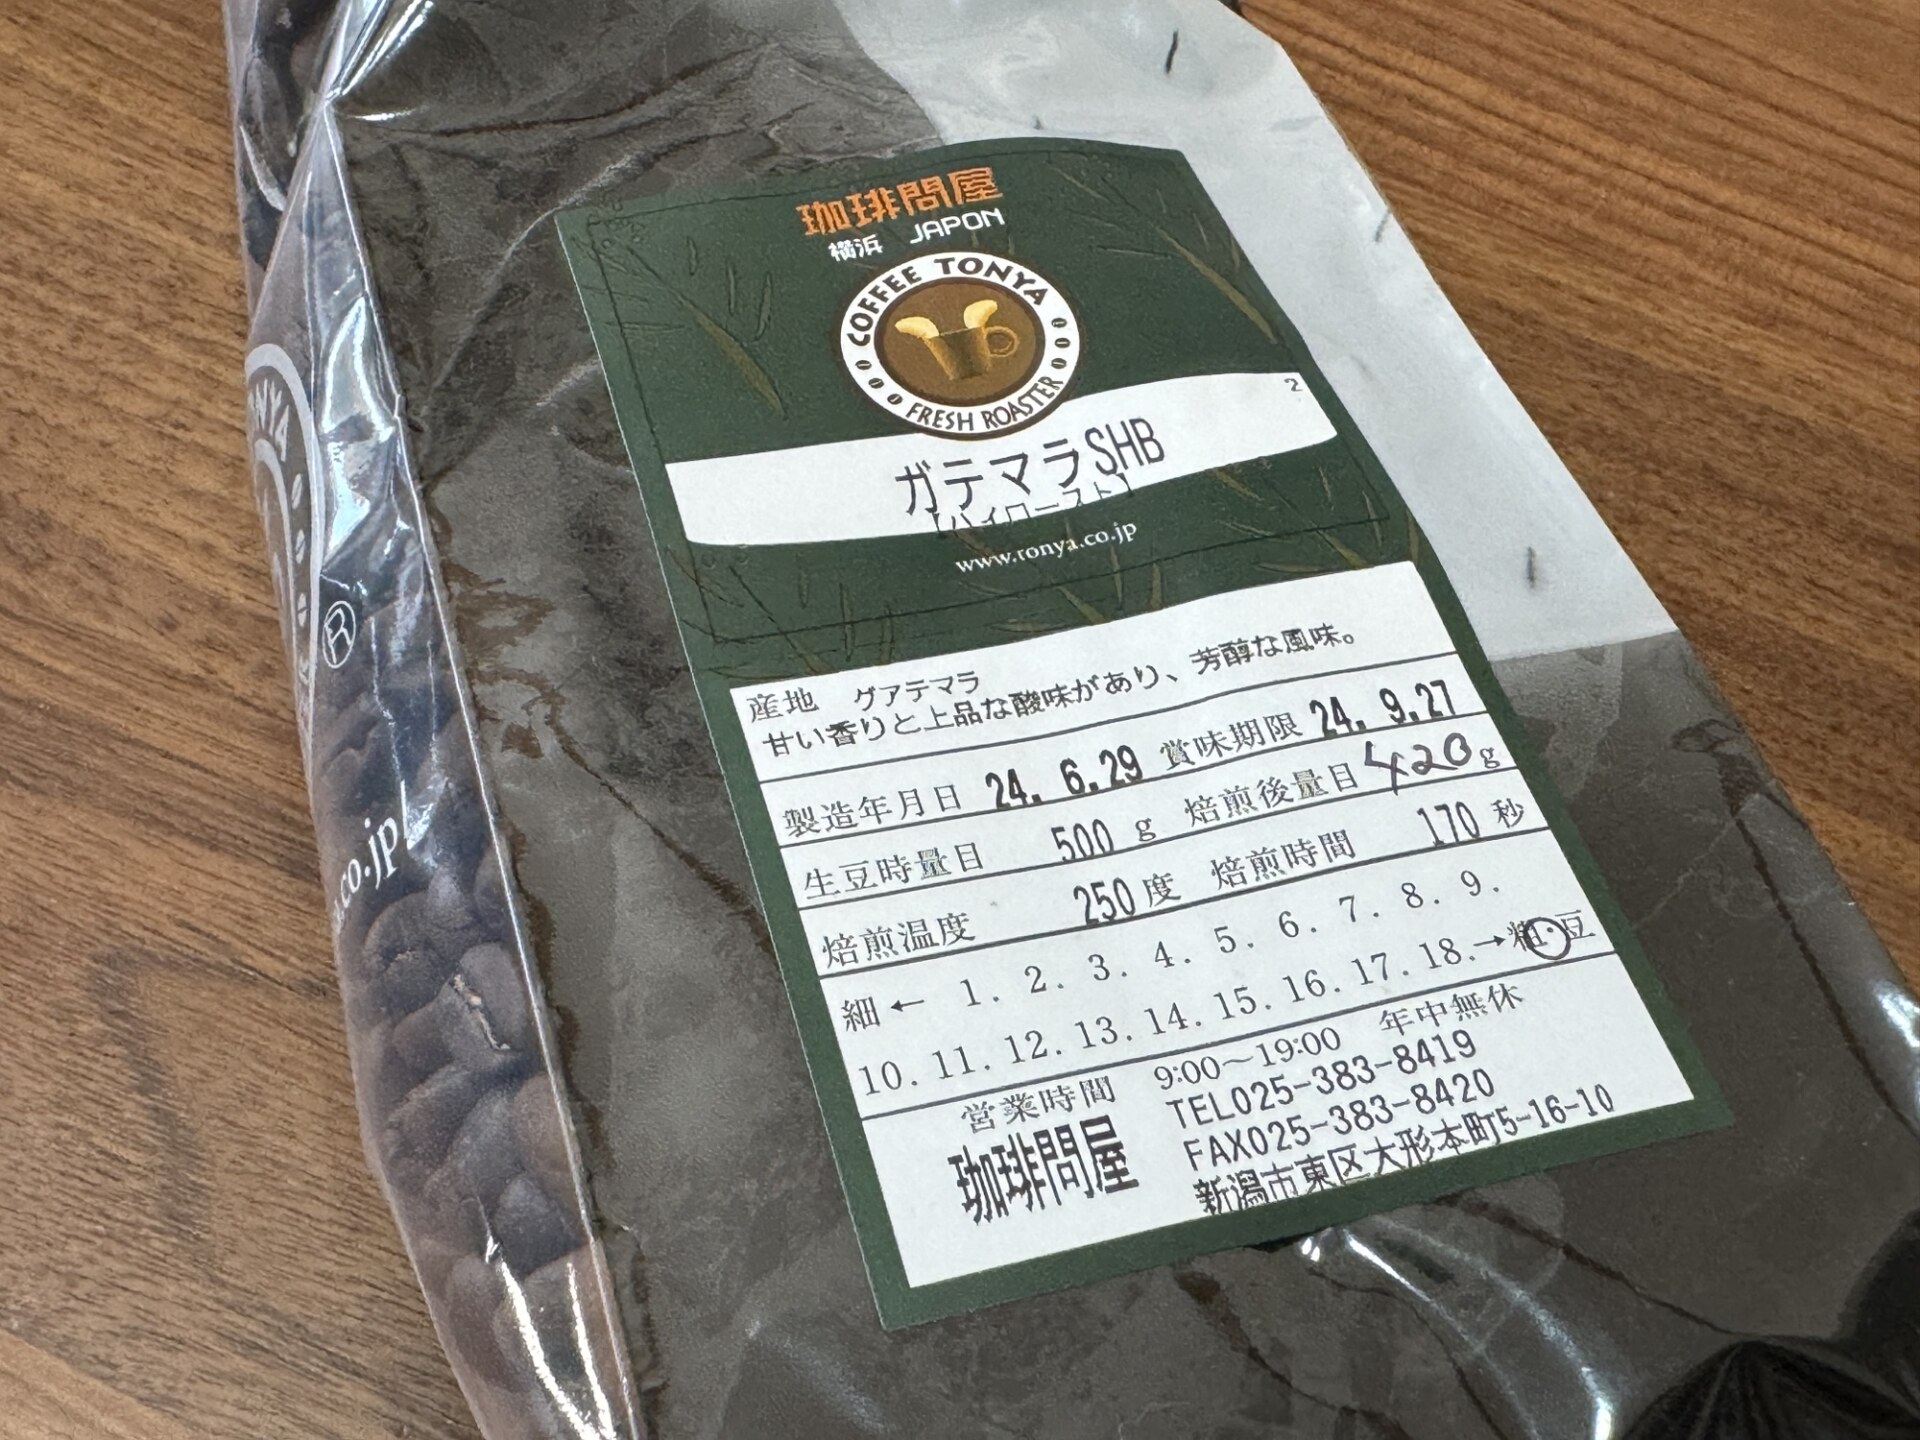 珈琲問屋
横浜 JAPON
COFFEE TONYA
FRESH ROASTER
2
ガテマラSHB
【ハイロースト】
www.tonya.co.jp
産地 グアテマラ
甘い香りと上品な酸味があり、芳醇な風味。
製造年月日 24. 6.29 賞味期限 24. 9.27
生豆時量目 500 g 焙煎後量目 420 g
焙煎温度 250 度 焙煎時間 170 秒
細 ← 1. 2. 3. 4. 5. 6. 7. 8. 9.
10. 11. 12. 13. 14. 15. 16. 17. 18. → 粗・豆
営業時間 9:00～19:00 年中無休
珈琲問屋
TEL025-383-8419
FAX025-383-8420
新潟市東区大形本町5-16-10
NYA
®
.co.jp